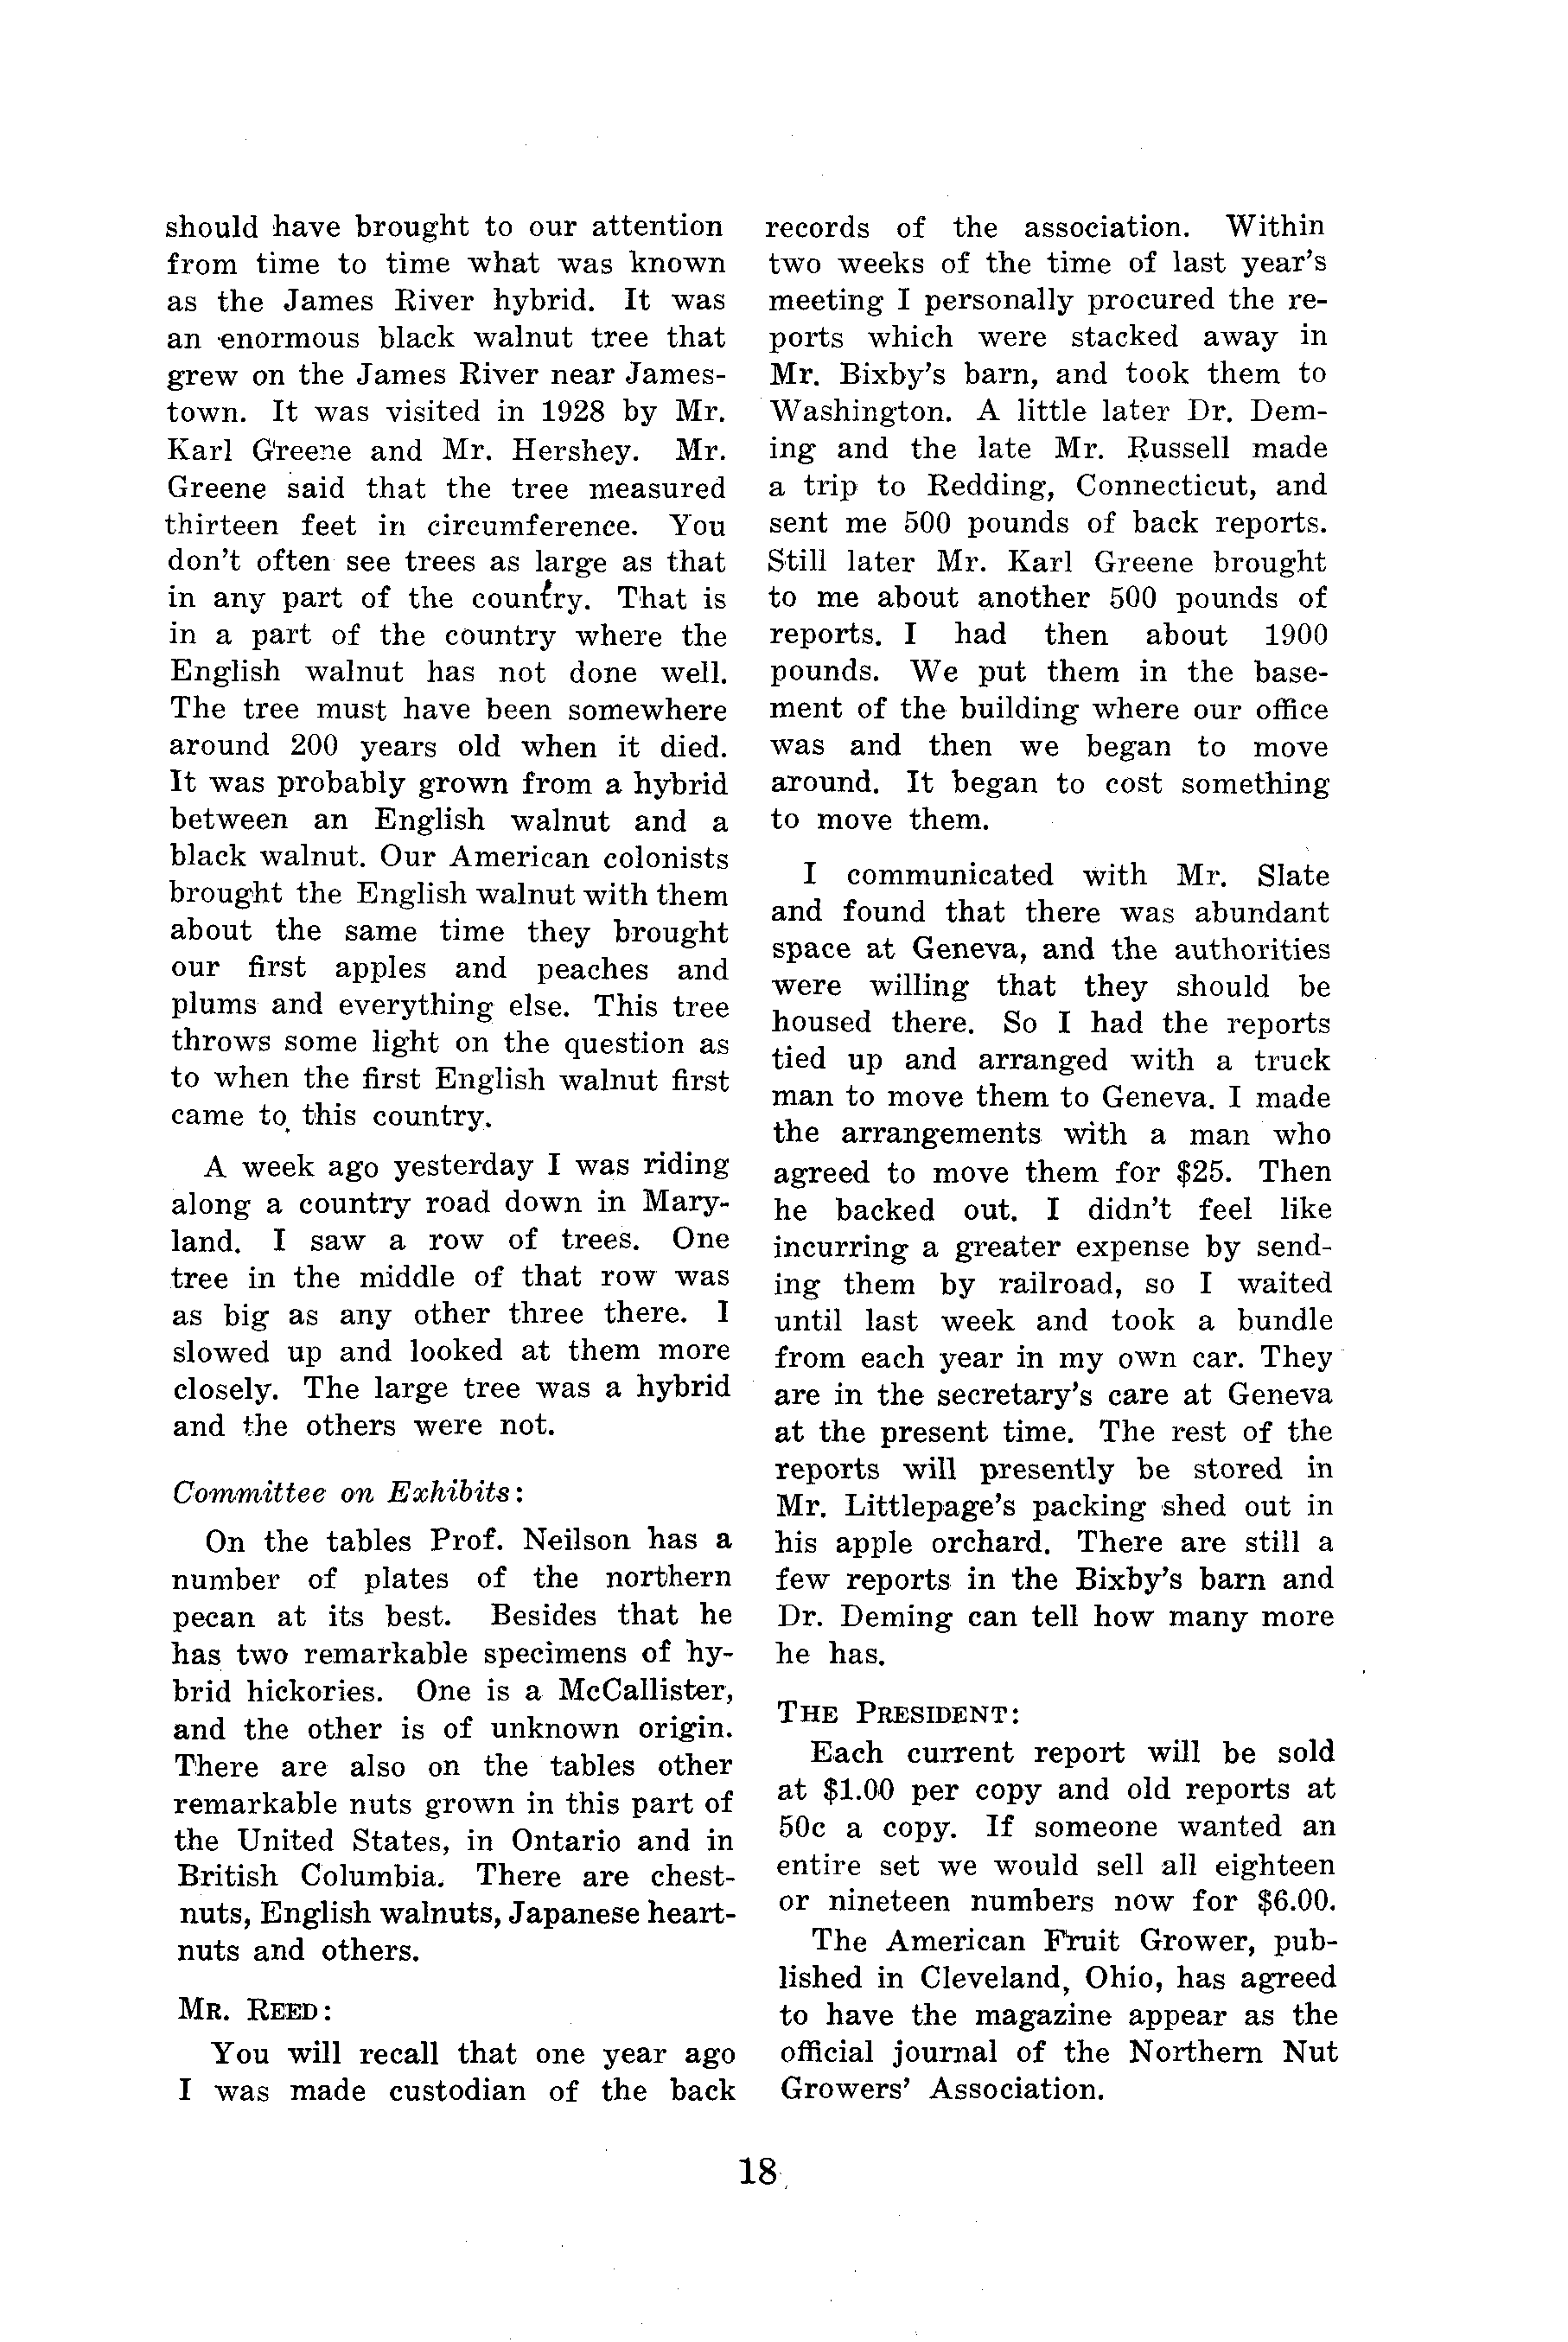 should have brought to our attention
from time to time what was known
as the James River hybrid. It was
an enormous black walnut tree that
grew on the James River near James-
town. It was visited in 1928 by Mr.
Karl Greene and Mr. Hershey. Mr.
Greene said that the tree measured
thirteen feet in circumference. You
don't often see trees as large as that
in any part of the country. That is
in a part of the country where the
English walnut has not done well.
The tree must have been somewhere
around 200 years old when it died.
It was probably grown from a hybrid
between an English walnut and a
black walnut. Our American colonists
brought the English walnut with them
about the same time they brought
our first apples and peaches and
plums and everything else. This tree
throws some light on the question as
to when the first English walnut first
came to this country.
A week ago yesterday I was riding
along a country road down in Mary-
land. I saw a row of trees. One
tree in the middle of that row was
as big as any other three there. I
slowed up and looked at them more
closely. The large tree was a hybrid
and the others were not.
Committee on Exhibits:
On the tables Prof. Neilson has a
number of plates of the northern
pecan at its best. Besides that he
has two remarkable specimens of hy-
brid hickories. One is a McCallister,
and the other is of unknown origin.
There are also on the tables other
remarkable nuts grown in this part of
the United States, in Ontario and in
British Columbia. There are chest-
nuts, English walnuts, Japanese heart-
nuts and others.
MR. REED:
You will recall that one year ago
I was made custodian of the back
records of the association. Within
two weeks of the time of last year's
meeting I personally procured the re-
ports which were stacked away in
Mr. Bixby's barn, and took them to
Washington. A little later Dr. Dem-
ing and the late Mr. Russell made
a trip to Redding, Connecticut, and
sent me 500 pounds of back reports.
Still later Mr. Karl Greene brought
to me about another 500 pounds of
reports. I had then about 1900
pounds. We put them in the base-
ment of the building where our office
was and then we began to move
around. It began to cost something
to move them.
I communicated with Mr. Slate
and found that there was abundant
space at Geneva, and the authorities
were willing that they should be
housed there. So I had the reports
tied up and arranged with a truck
man to move them to Geneva. I made
the arrangements with a man who
agreed to move them for $25. Then
he backed out. I didn't feel like
incurring a greater expense by send-
ing them by railroad, so I waited
until last week and took a bundle
from each year in my own car. They
are in the secretary's care at Geneva
at the present time. The rest of the
reports will presently be stored in
Mr. Littlepage's packing shed out in
his apple orchard. There are still a
few reports in the Bixby's barn and
Dr. Deming can tell how many more
he has.
THE PRESIDENT:
Each current report will be sold
at $1.00 per copy and old reports at
50c a copy. If someone wanted an
entire set we would sell all eighteen
or nineteen numbers now for $6.00.
The American Fruit Grower, pub-
lished in Cleveland, Ohio, has agreed
to have the magazine appear as the
official journal of the Northern Nut
Growers' Association.
18